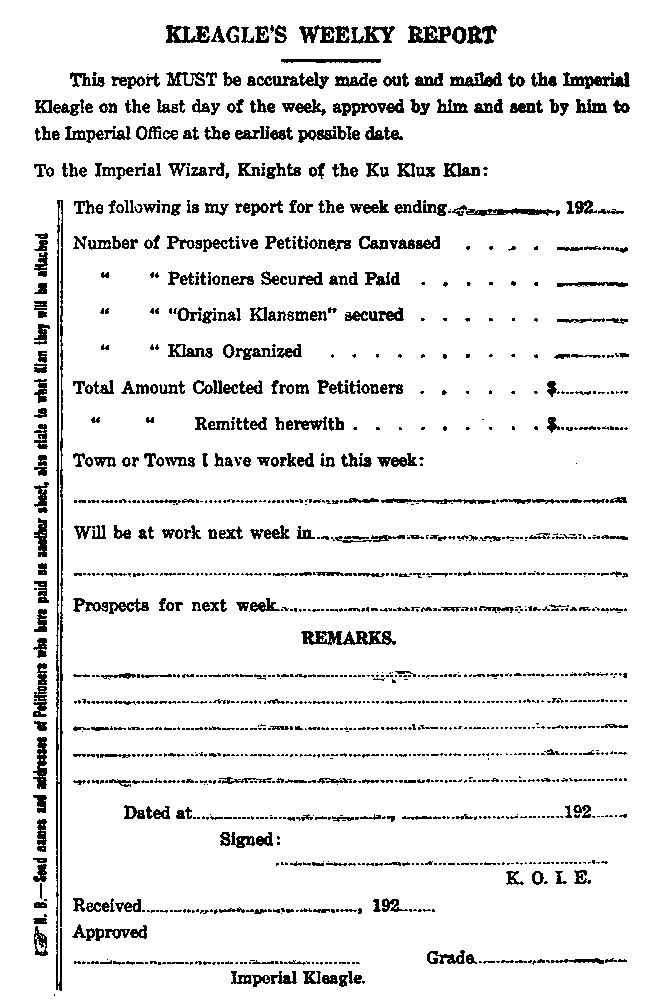 KLEAGLE'S WEELKY REPORT
This report MUST be accurately made out and mailed to the Imperial
Kleagle on the last day of the week, approved by him and sent by him to
the Imperial Office at the earliest possible date.
To the Imperial Wizard, Knights of the Ku Klux Klan:
The following is my report for the week ending, 192
Number of Prospective Petitioners Canvassed
" " Petitioners Secured and Paid
" " "Original Klansmen" secured
" " Klans Organized
Total Amount Collected from Petitioners $
" " Remitted herewith $
Town or Towns I have worked in this week:
Will be at work next week in
Prospects for next week
REMARKS.
Dated at 192
Signed:
K. O. I. E.
Received, 192
Approved
Grade
Imperial Kleagle.
N. B.—Send names and addresses of Petitioners who have paid on another sheet, also state to what Klan they will be attached